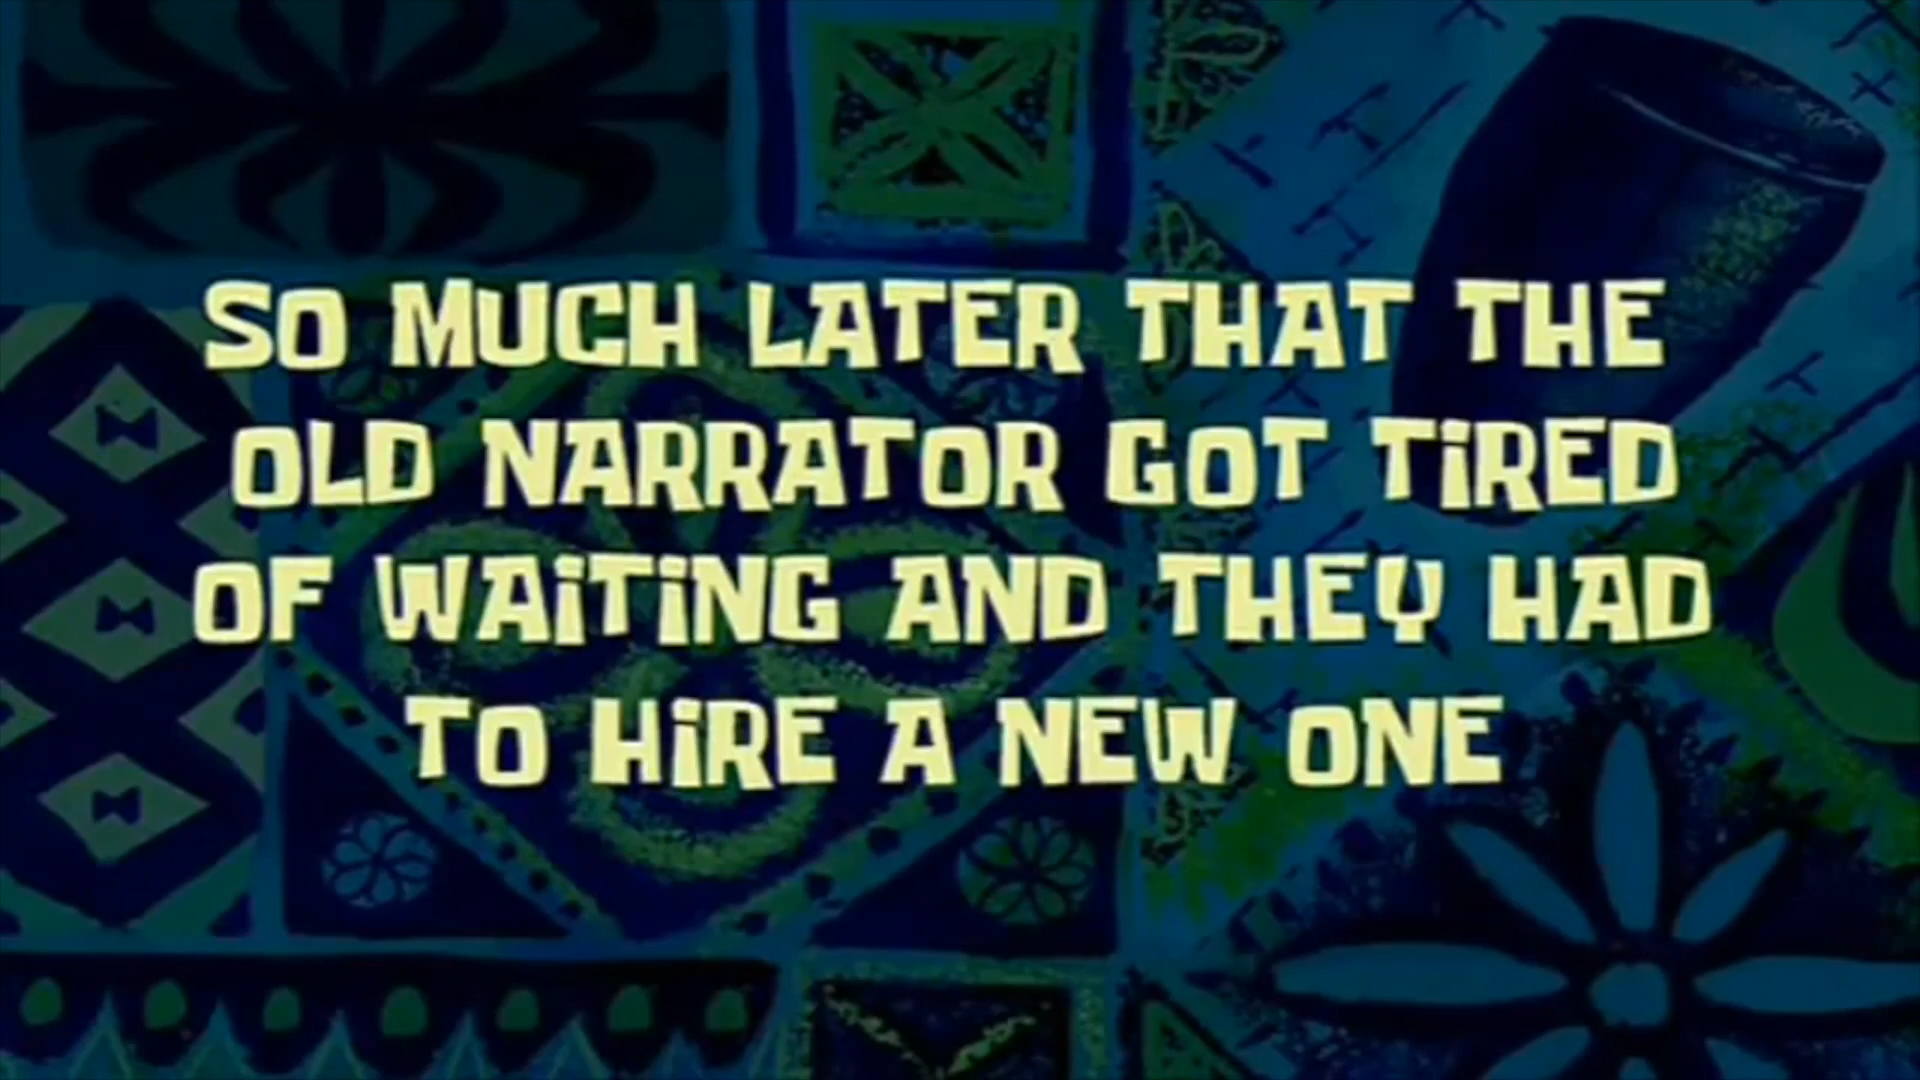 SO MUCH LATER THAT THE
OLD NARRATOR GOT TiRED
OF WAiTiNG AND THEY HAD
TO HiRE A NEW ONE